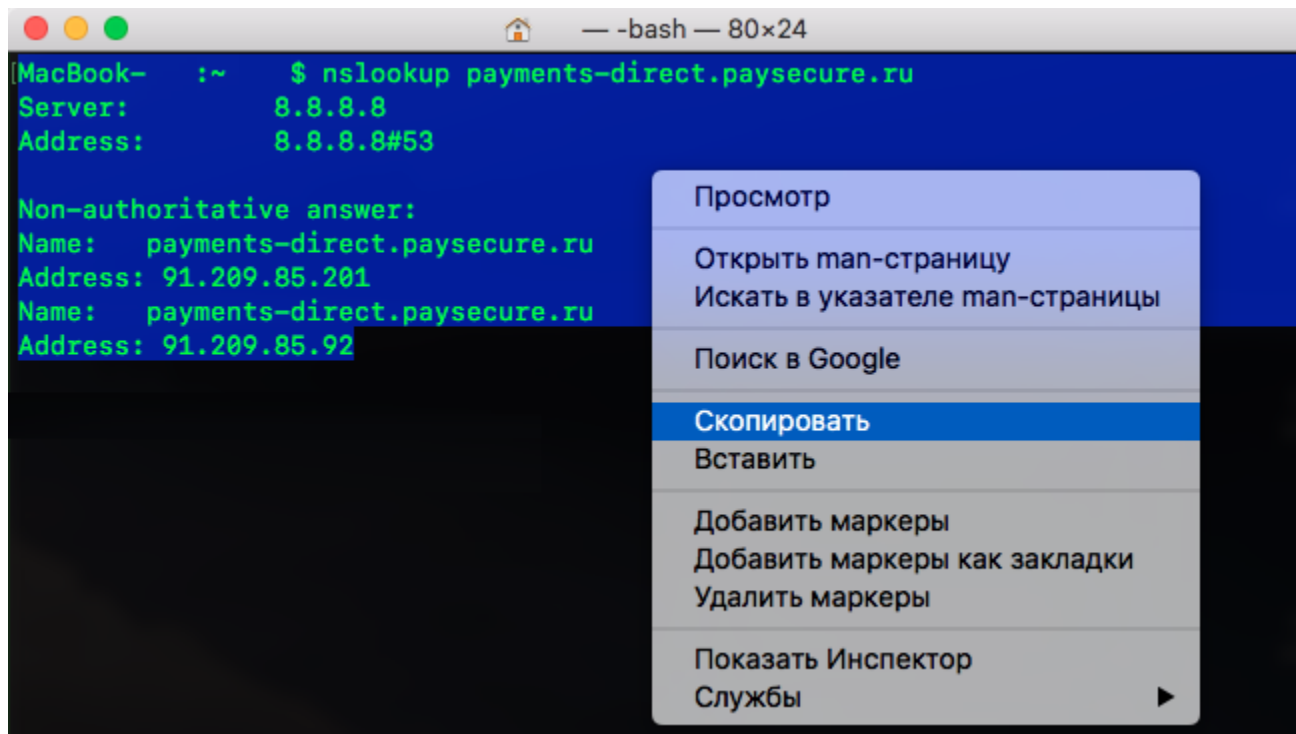 — -bash — 80×24
[MacBook- :~ $ nslookup payments-direct.paysecure.ru
Server: 8.8.8.8
Address: 8.8.8.8#53
Non-authoritative answer:
Name: payments-direct.paysecure.ru
Address: 91.209.85.201
Name: payments-direct.paysecure.ru
Address: 91.209.85.92
Просмотр
Открыть man-страницу
Искать в указателе man-страницы
Поиск в Google
Скопировать
Вставить
Добавить маркеры
Добавить маркеры как закладки
Удалить маркеры
Показать Инспектор
Службы